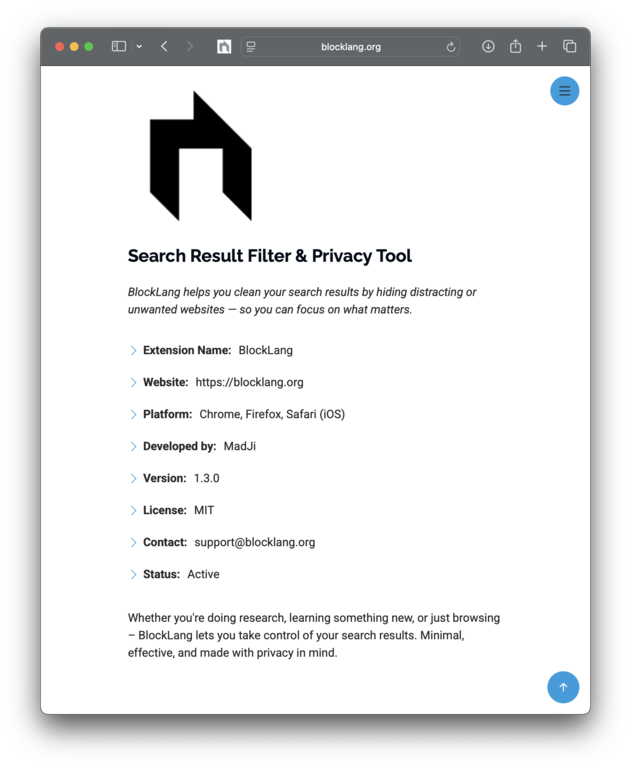 blocklang.org
Search Result Filter & Privacy Tool
BlockLang helps you clean your search results by hiding distracting or
unwanted websites — so you can focus on what matters.
Extension Name: BlockLang
Website: https://blocklang.org
Platform: Chrome, Firefox, Safari (iOS)
Developed by: MadJi
Version: 1.3.0
License: MIT
Contact: support@blocklang.org
Status: Active
Whether you're doing research, learning something new, or just browsing
– BlockLang lets you take control of your search results. Minimal,
effective, and made with privacy in mind.